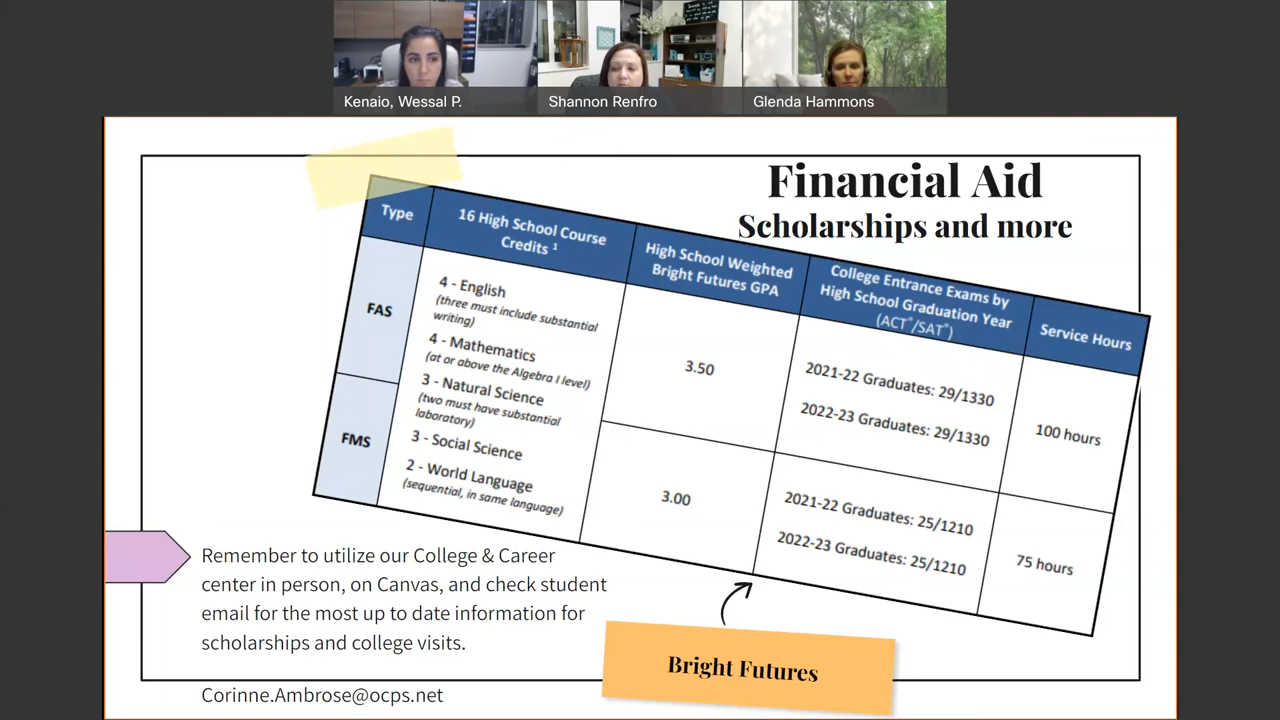 Kenaio, Wessal P.
Shannon Renfro
Glenda Hammons
Financial Aid
Scholarships and more
Type
16 High School Course
Credits ¹
High School Weighted
Bright Futures GPA
College Entrance Exams by
High School Graduation Year
(ACT®/SAT®)
Service Hours
FAS
4 - English
(three must include substantial
writing)
4 - Mathematics
(at or above the Algebra I level)
3 - Natural Science
(two must have substantial
laboratory)
3 - Social Science
2 - World Language
(sequential, in same language)
3.50
2021-22 Graduates: 29/1330
2022-23 Graduates: 29/1330
100 hours
FMS
3.00
2021-22 Graduates: 25/1210
2022-23 Graduates: 25/1210
75 hours
Remember to utilize our College & Career
center in person, on Canvas, and check student
email for the most up to date information for
scholarships and college visits.
Corinne.Ambrose@ocps.net
Bright Futures